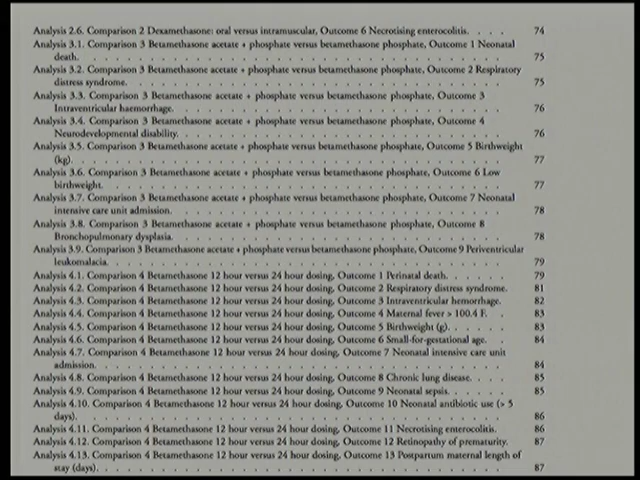 Analysis 2.6. Comparison 2 Dexamethasone: oral versus intramuscular, Outcome 6 Necrotising enterocolitis. . . . 74
Analysis 3.1. Comparison 3 Betamethasone acetate + phosphate versus betamethasone phosphate, Outcome 1 Neonatal
death. . . . . . . . . . . . . . . . . . . . . . . . . . . 75
Analysis 3.2. Comparison 3 Betamethasone acetate + phosphate versus betamethasone phosphate, Outcome 2 Respiratory
distress syndrome. . . . . . . . . . . . . . . . . . . . . . . 75
Analysis 3.3. Comparison 3 Betamethasone acetate + phosphate versus betamethasone phosphate, Outcome 3
Intraventricular haemorrhage. . . . . . . . . . . . . . . . . . . . 76
Analysis 3.4. Comparison 3 Betamethasone acetate + phosphate versus betamethasone phosphate, Outcome 4
Neurodevelopmental disability. . . . . . . . . . . . . . . . . . . . 76
Analysis 3.5. Comparison 3 Betamethasone acetate + phosphate versus betamethasone phosphate, Outcome 5 Birthweight
(kg). . . . . . . . . . . . . . . . . . . . . . . . . . . 77
Analysis 3.6. Comparison 3 Betamethasone acetate + phosphate versus betamethasone phosphate, Outcome 6 Low
birthweight. . . . . . . . . . . . . . . . . . . . . . . . . 77
Analysis 3.7. Comparison 3 Betamethasone acetate + phosphate versus betamethasone phosphate, Outcome 7 Neonatal
intensive care unit admission. . . . . . . . . . . . . . . . . . . . 78
Analysis 3.8. Comparison 3 Betamethasone acetate + phosphate versus betamethasone phosphate, Outcome 8
Bronchopulmonary dysplasia. . . . . . . . . . . . . . . . . . . . 78
Analysis 3.9. Comparison 3 Betamethasone acetate + phosphate versus betamethasone phosphate, Outcome 9 Periventricular
leukomalacia. . . . . . . . . . . . . . . . . . . . . . . . . 79
Analysis 4.1. Comparison 4 Betamethasone 12 hour versus 24 hour dosing, Outcome 1 Perinatal death. . . . . 79
Analysis 4.2. Comparison 4 Betamethasone 12 hour versus 24 hour dosing, Outcome 2 Respiratory distress syndrome. 81
Analysis 4.3. Comparison 4 Betamethasone 12 hour versus 24 hour dosing, Outcome 3 Intraventricular hemorrhage. 82
Analysis 4.4. Comparison 4 Betamethasone 12 hour versus 24 hour dosing, Outcome 4 Maternal fever > 100.4 F. . 83
Analysis 4.5. Comparison 4 Betamethasone 12 hour versus 24 hour dosing, Outcome 5 Birthweight (g). . . . . 83
Analysis 4.6. Comparison 4 Betamethasone 12 hour versus 24 hour dosing, Outcome 6 Small-for-gestational age. . 84
Analysis 4.7. Comparison 4 Betamethasone 12 hour versus 24 hour dosing, Outcome 7 Neonatal intensive care unit
admission. . . . . . . . . . . . . . . . . . . . . . . . . . 84
Analysis 4.8. Comparison 4 Betamethasone 12 hour versus 24 hour dosing, Outcome 8 Chronic lung disease. . . . 85
Analysis 4.9. Comparison 4 Betamethasone 12 hour versus 24 hour dosing, Outcome 9 Neonatal sepsis. . . . . 85
Analysis 4.10. Comparison 4 Betamethasone 12 hour versus 24 hour dosing, Outcome 10 Neonatal antibiotic use (> 5
days). . . . . . . . . . . . . . . . . . . . . . . . . . . 86
Analysis 4.11. Comparison 4 Betamethasone 12 hour versus 24 hour dosing, Outcome 11 Necrotising enterocolitis. 86
Analysis 4.12. Comparison 4 Betamethasone 12 hour versus 24 hour dosing, Outcome 12 Retinopathy of prematurity. 87
Analysis 4.13. Comparison 4 Betamethasone 12 hour versus 24 hour dosing, Outcome 13 Postpartum maternal length of
stay (days). . . . . . . . . . . . . . . . . . . . . . . . . 87